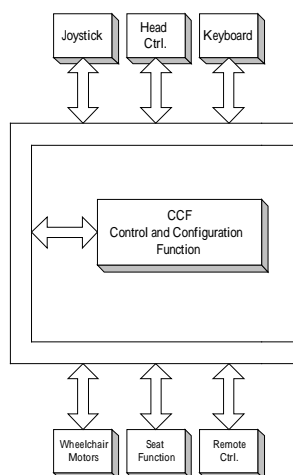 Joystick
Head
Ctrl.
Keyboard
CCF
Control and Configuration
Function
Wheelchair
Motors
Seat
Function
Remote
Ctrl.